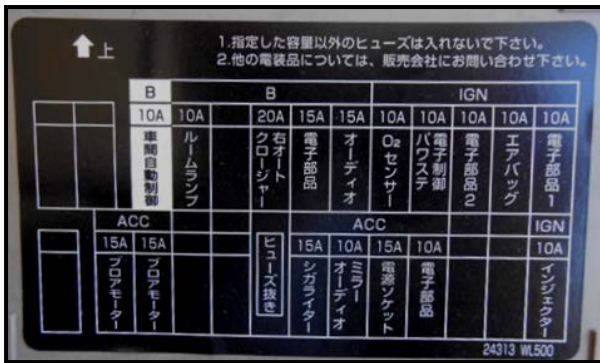 上
1.指定した容量以外のヒューズは入れないで下さい。
2.他の電装品については、販売会社にお問い合わせ下さい。
B B IGN
10A 10A 20A 15A 15A 10A 10A 10A 10A 10A
車間自動制御
ルームランプ
右オート
クロージャー
電子部品
オーディオ
O2センサー
電子制御
パワステ
電子部品2
エアバッグ
電子部品1
ACC ACC IGN
15A 15A 15A 10A 15A 10A 10A
ブロアモーター
ブロアモーター
ヒューズ抜き
シガライター
ミラー
オーディオ
電源ソケット
電子部品
インジェクター
24313 WL500